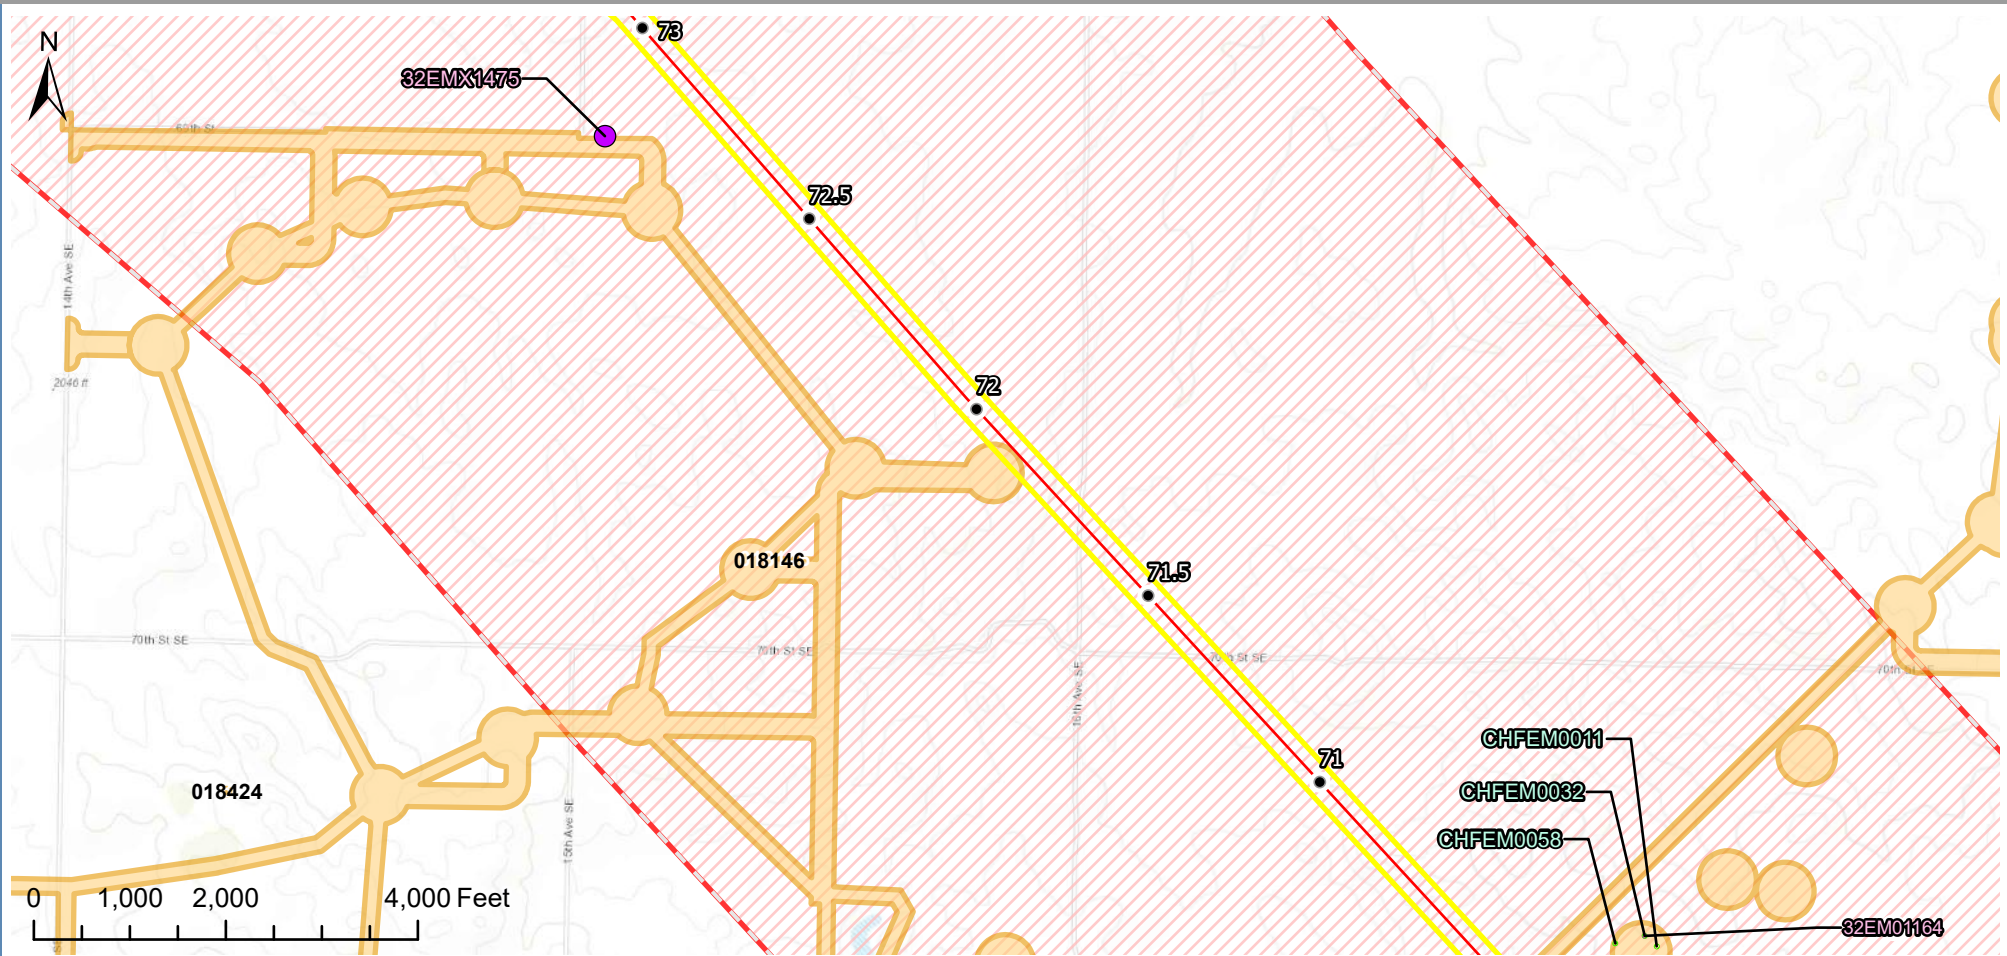 N
73
32EMX1475
69th St
72.5
14th Ave SE
72
2046 ft
018146
71.5
70th St SE
70th St SE
70th St SE
70th St SE
16th Ave SE
CHFEM0011
71
018424
CHFEM0032
15th Ave SE
CHFEM0058
0 1,000 2,000 4,000 Feet
32EM01164
SE